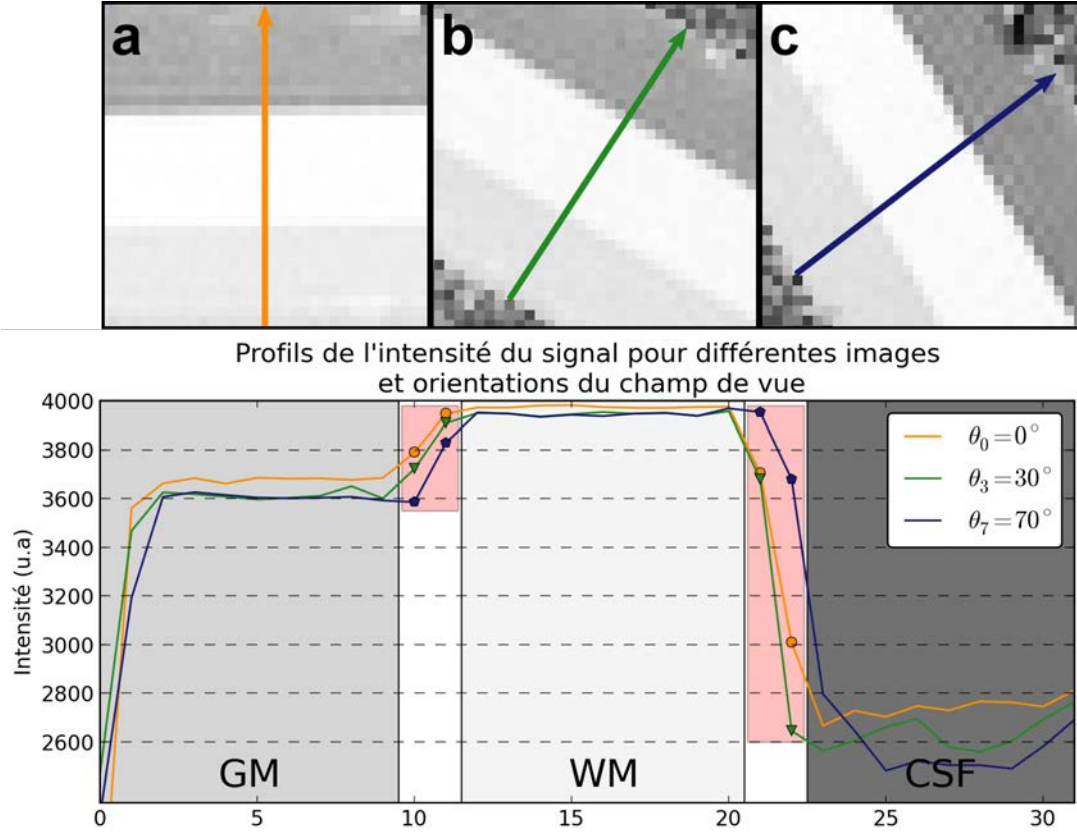 a
b
c
Profils de l'intensité du signal pour différentes images
et orientations du champ de vue
Intensité (u.a)
4000
3800
3600
3400
3200
3000
2800
2600
θ₀ = 0°
θ₃ = 30°
θ₇ = 70°
GM
WM
CSF
0
5
10
15
20
25
30